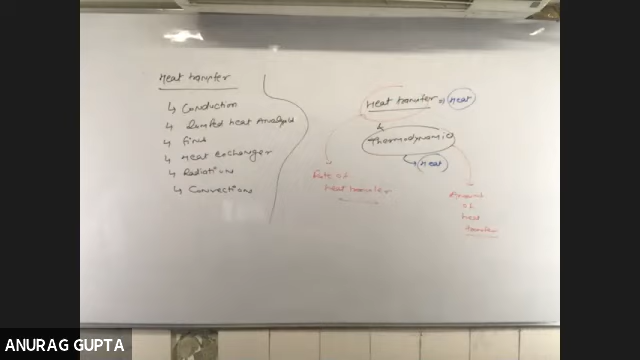 Heat transfer
↳ Conduction
↳ Lumped heat Analysis
↳ Fins
↳ Heat exchanger
↳ Radiation
↳ Convection
Heat transfer Heat
↳
Thermodynamic
Heat
Rate of
heat transfer
Amount
of
heat
transfer
ANURAG GUPTA